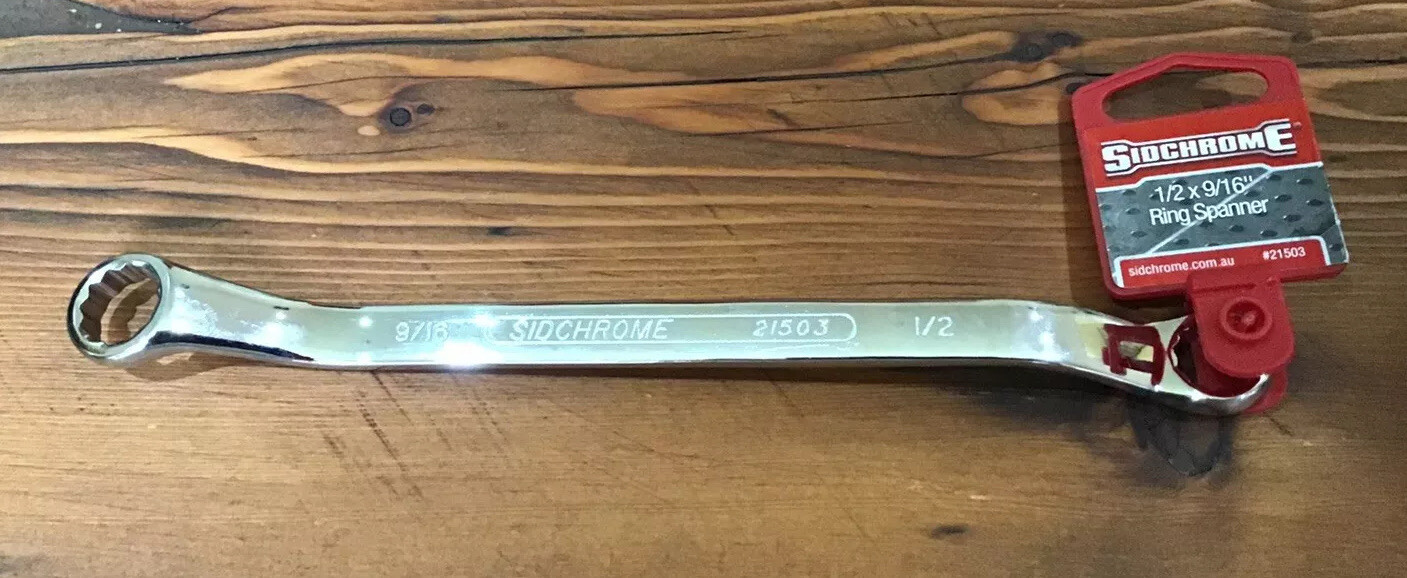 SIDCHROME
1/2 x 9/16"
Ring Spanner
sidchrome.com.au #21503
9/16 SIDCHROME 21503 1/2